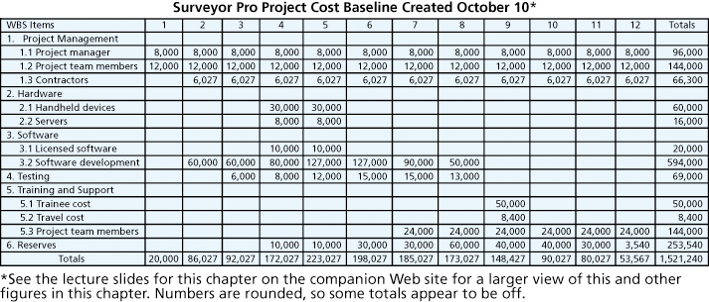 Surveyor Pro Project Cost Baseline Created October 10*
WBS Items 1 2 3 4 5 6 7 8 9 10 11 12 Totals
1. Project Management
1.1 Project manager 8,000 8,000 8,000 8,000 8,000 8,000 8,000 8,000 8,000 8,000 8,000 8,000 96,000
1.2 Project team members 12,000 12,000 12,000 12,000 12,000 12,000 12,000 12,000 12,000 12,000 12,000 12,000 144,000
1.3 Contractors 6,027 6,027 6,027 6,027 6,027 6,027 6,027 6,027 6,027 6,027 6,027 66,300
2. Hardware
2.1 Handheld devices 30,000 30,000 60,000
2.2 Servers 8,000 8,000 16,000
3. Software
3.1 Licensed software 10,000 10,000 20,000
3.2 Software development 60,000 60,000 80,000 127,000 127,000 90,000 50,000 594,000
4. Testing 6,000 8,000 12,000 15,000 15,000 13,000 69,000
5. Training and Support
5.1 Trainee cost 50,000 50,000
5.2 Travel cost 8,400 8,400
5.3 Project team members 24,000 24,000 24,000 24,000 24,000 24,000 144,000
6. Reserves 10,000 10,000 30,000 30,000 60,000 40,000 40,000 30,000 3,540 253,540
Totals 20,000 86,027 92,027 172,027 223,027 198,027 185,027 173,027 148,427 90,027 80,027 53,567 1,521,240
*See the lecture slides for this chapter on the companion Web site for a larger view of this and other
figures in this chapter. Numbers are rounded, so some totals appear to be off.